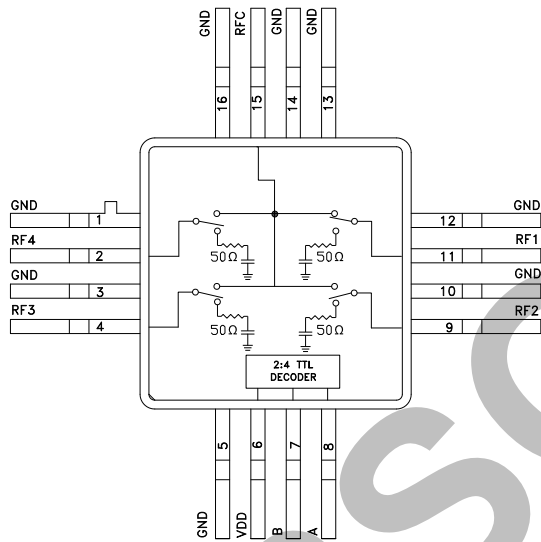 GND
RFC
GND
GND
16
15
14
13
GND
1
RF4
2
GND
3
RF3
4
GND
12
RF1
11
GND
10
RF2
9
50Ω
50Ω
50Ω
50Ω
2:4 TTL
DECODER
5
6
7
8
GND
VDD
B
A